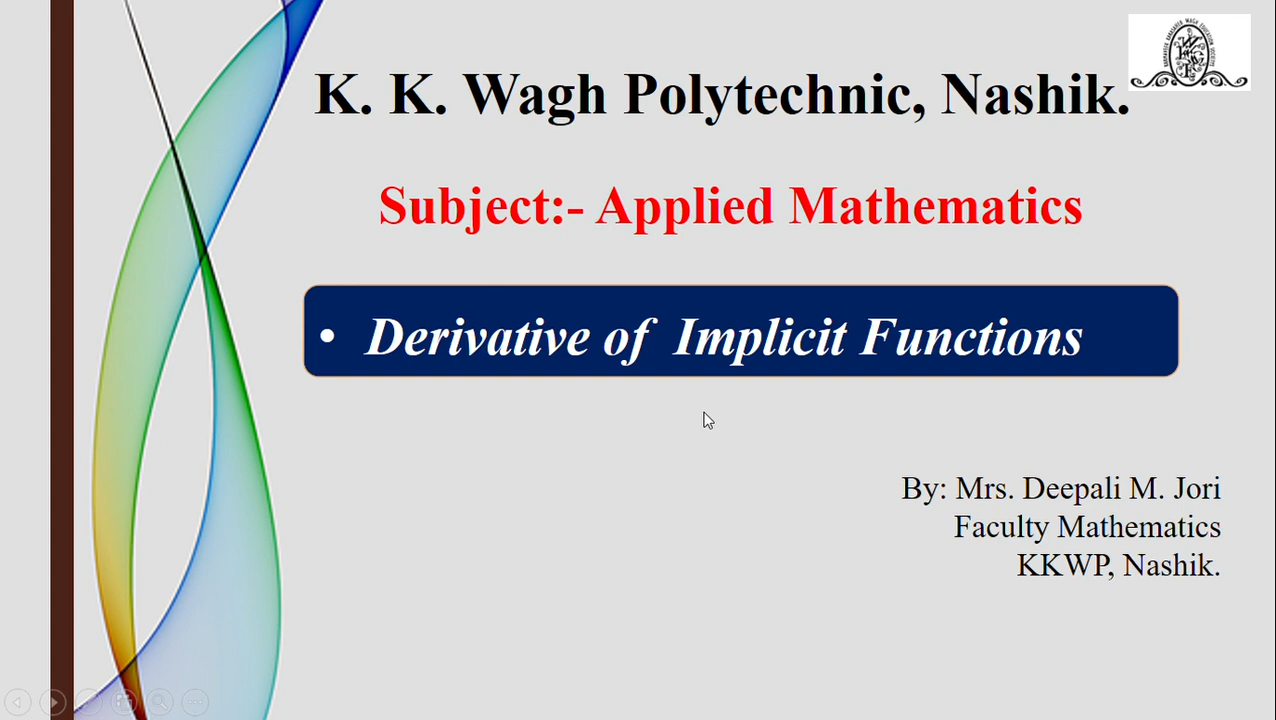 K. K. Wagh Polytechnic, Nashik.
Subject:- Applied Mathematics
• Derivative of Implicit Functions
By: Mrs. Deepali M. Jori
Faculty Mathematics
KKWP, Nashik.